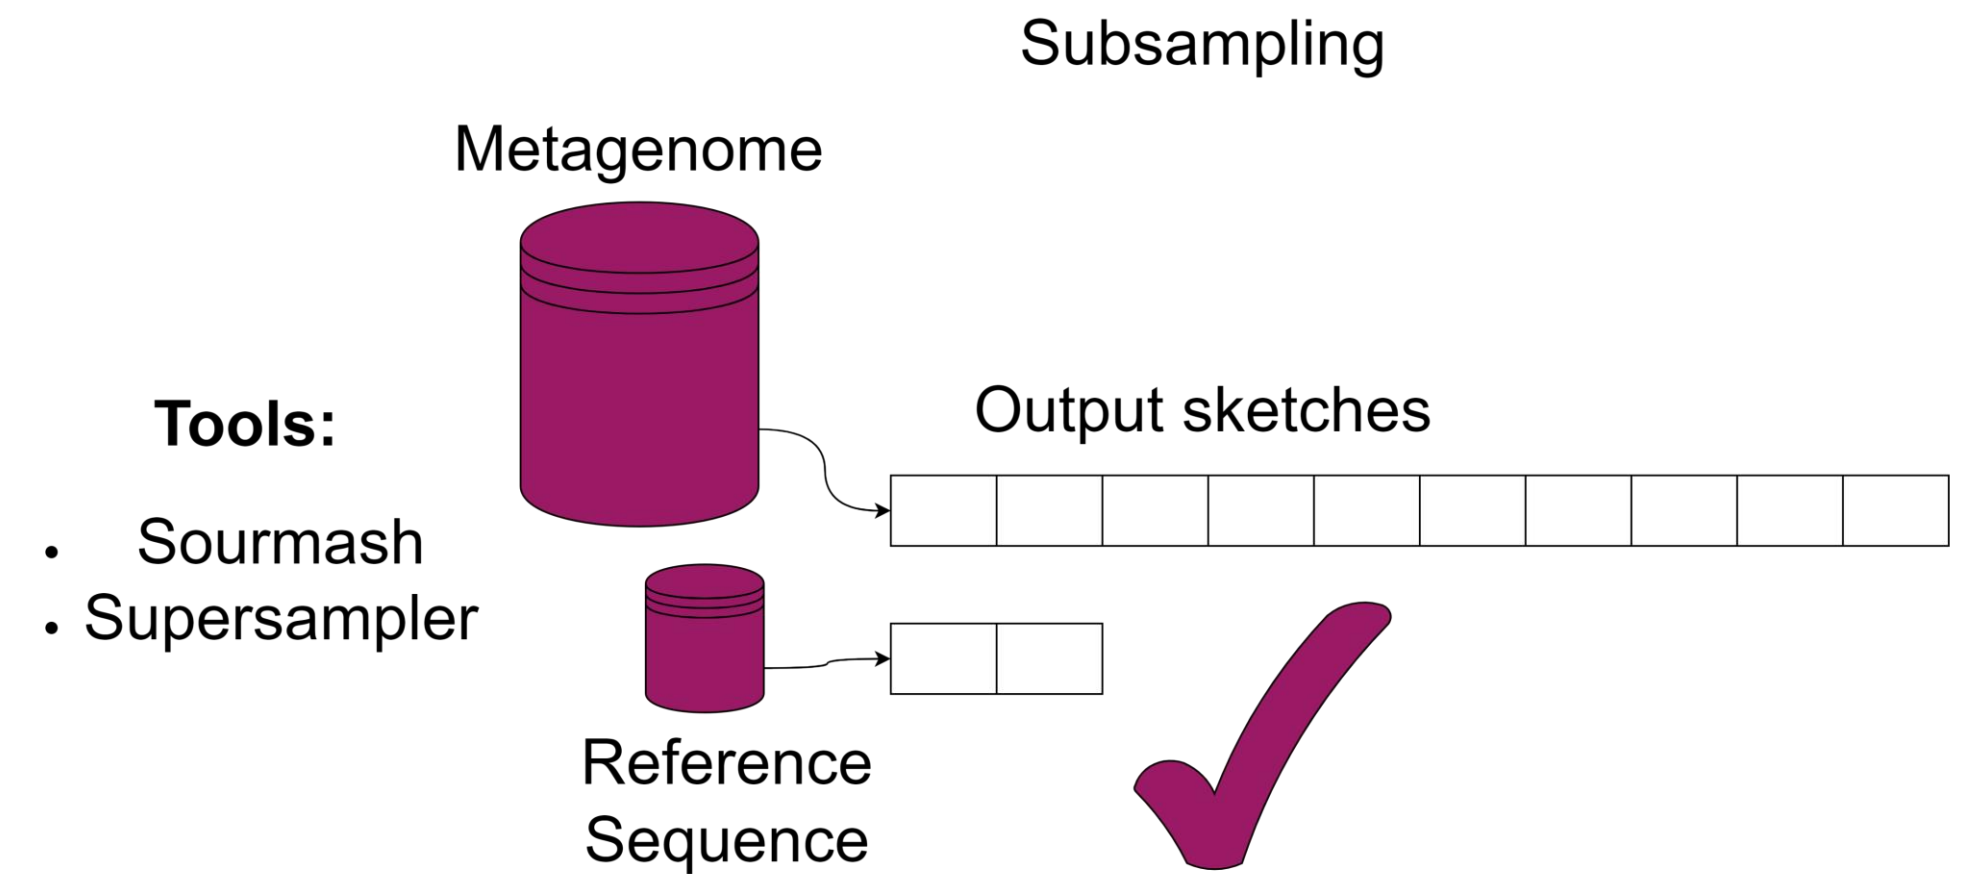 Subsampling
Metagenome
Output sketches
Tools:
• Sourmash
• Supersampler
Reference
Sequence